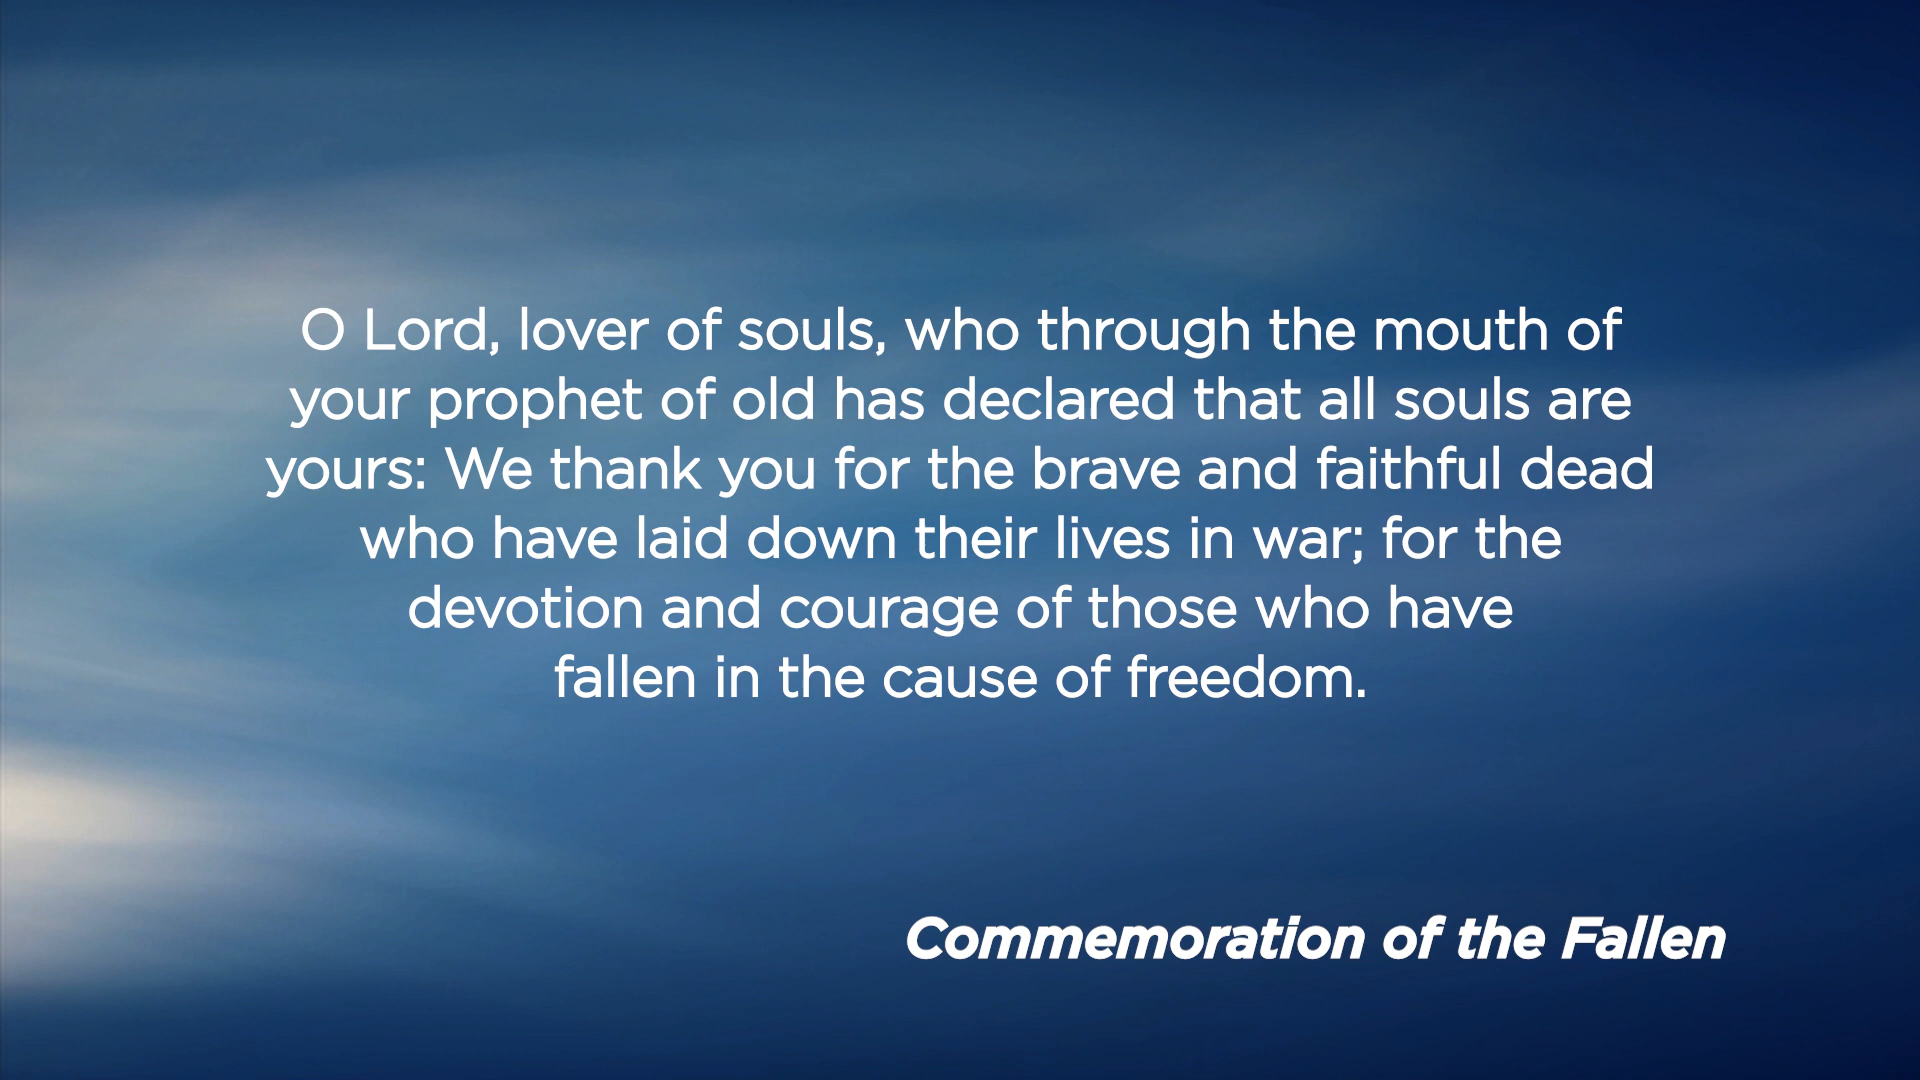 O Lord, lover of souls, who through the mouth of
your prophet of old has declared that all souls are
yours: We thank you for the brave and faithful dead
who have laid down their lives in war; for the
devotion and courage of those who have
fallen in the cause of freedom.
Commemoration of the Fallen